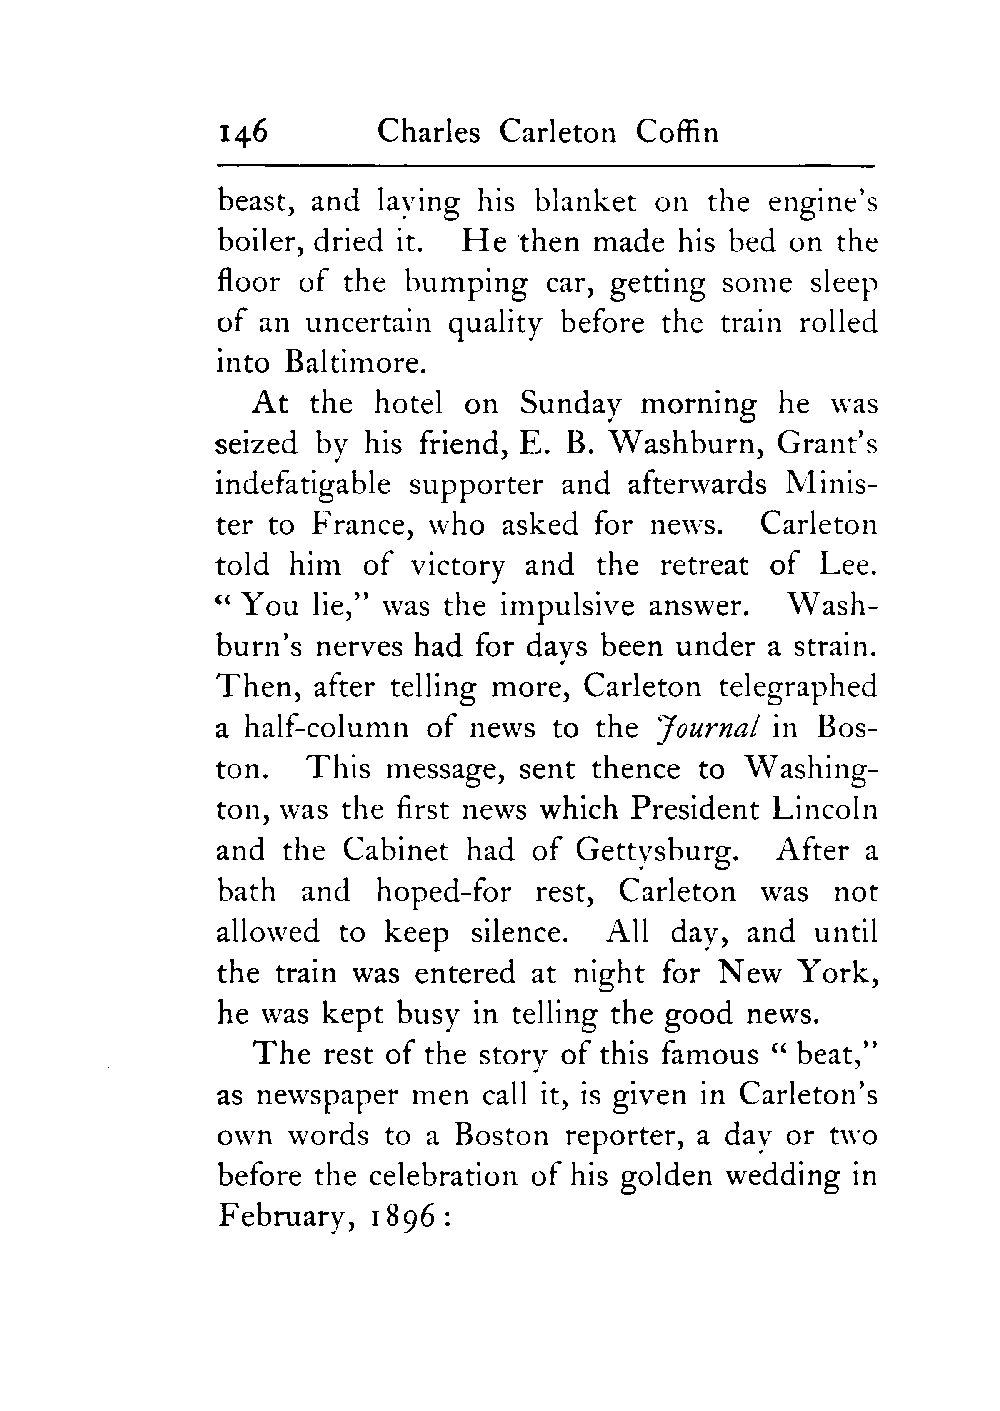 146 Charles Carleton Coffin
beast, and laying his blanket on the engine's
boiler, dried it. He then made his bed on the
floor of the bumping car, getting some sleep
of an uncertain quality before the train rolled
into Baltimore.
At the hotel on Sunday morning he was
seized by his friend, E. B. Washburn, Grant's
indefatigable supporter and afterwards Minis-
ter to France, who asked for news. Carleton
told him of victory and the retreat of Lee.
“ You lie,” was the impulsive answer. Wash-
burn's nerves had for days been under a strain.
Then, after telling more, Carleton telegraphed
a half-column of news to the Journal in Bos-
ton. This message, sent thence to Washing-
ton, was the first news which President Lincoln
and the Cabinet had of Gettysburg. After a
bath and hoped-for rest, Carleton was not
allowed to keep silence. All day, and until
the train was entered at night for New York,
he was kept busy in telling the good news.
The rest of the story of this famous “ beat,”
as newspaper men call it, is given in Carleton's
own words to a Boston reporter, a day or two
before the celebration of his golden wedding in
February, 1896 :